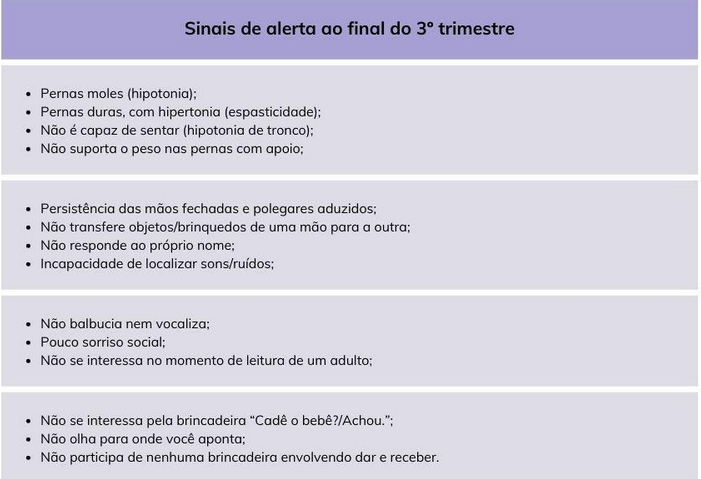 Sinais de alerta ao final do 3º trimestre
• Pernas moles (hipotonia);
• Pernas duras, com hipertonia (espasticidade);
• Não é capaz de sentar (hipotonia de tronco);
• Não suporta o peso nas pernas com apoio;
• Persistência das mãos fechadas e polegares aduzidos;
• Não transfere objetos/brinquedos de uma mão para a outra;
• Não responde ao próprio nome;
• Incapacidade de localizar sons/ruídos;
• Não balbucia nem vocaliza;
• Pouco sorriso social;
• Não se interessa no momento de leitura de um adulto;
• Não se interessa pela brincadeira “Cadê o bebê?/Achou.”;
• Não olha para onde você aponta;
• Não participa de nenhuma brincadeira envolvendo dar e receber.